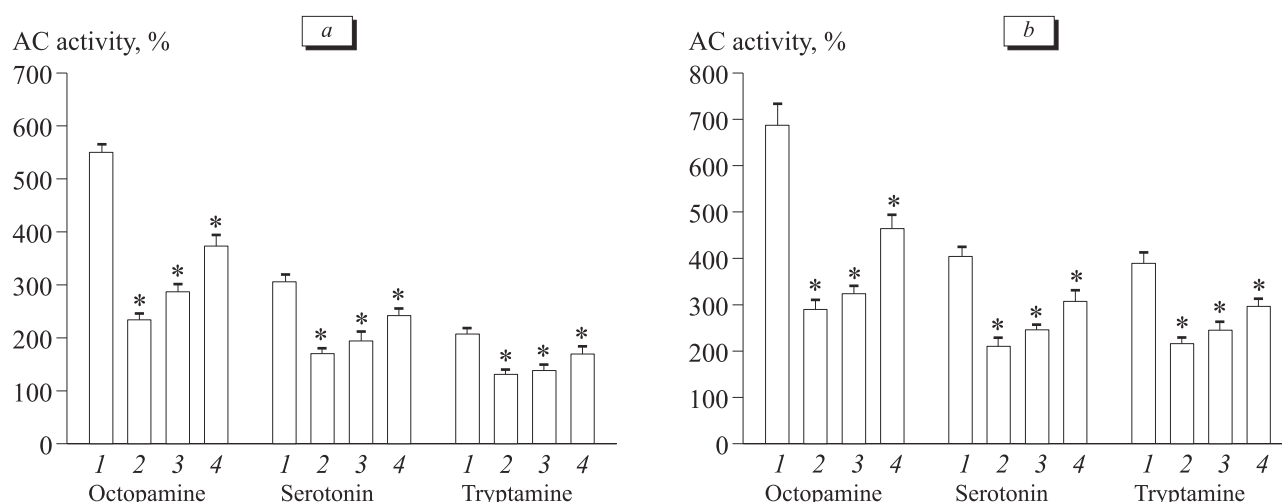 a
AC activity, %
700
600
500
400
300
200
100
0
* * *
* * *
* * *
1 2 3 4 1 2 3 4 1 2 3 4
Octopamine Serotonin Tryptamine
b
AC activity, %
800
700
600
500
400
300
200
100
0
* * *
* * *
* * *
1 2 3 4 1 2 3 4 1 2 3 4
Octopamine Serotonin Tryptamine